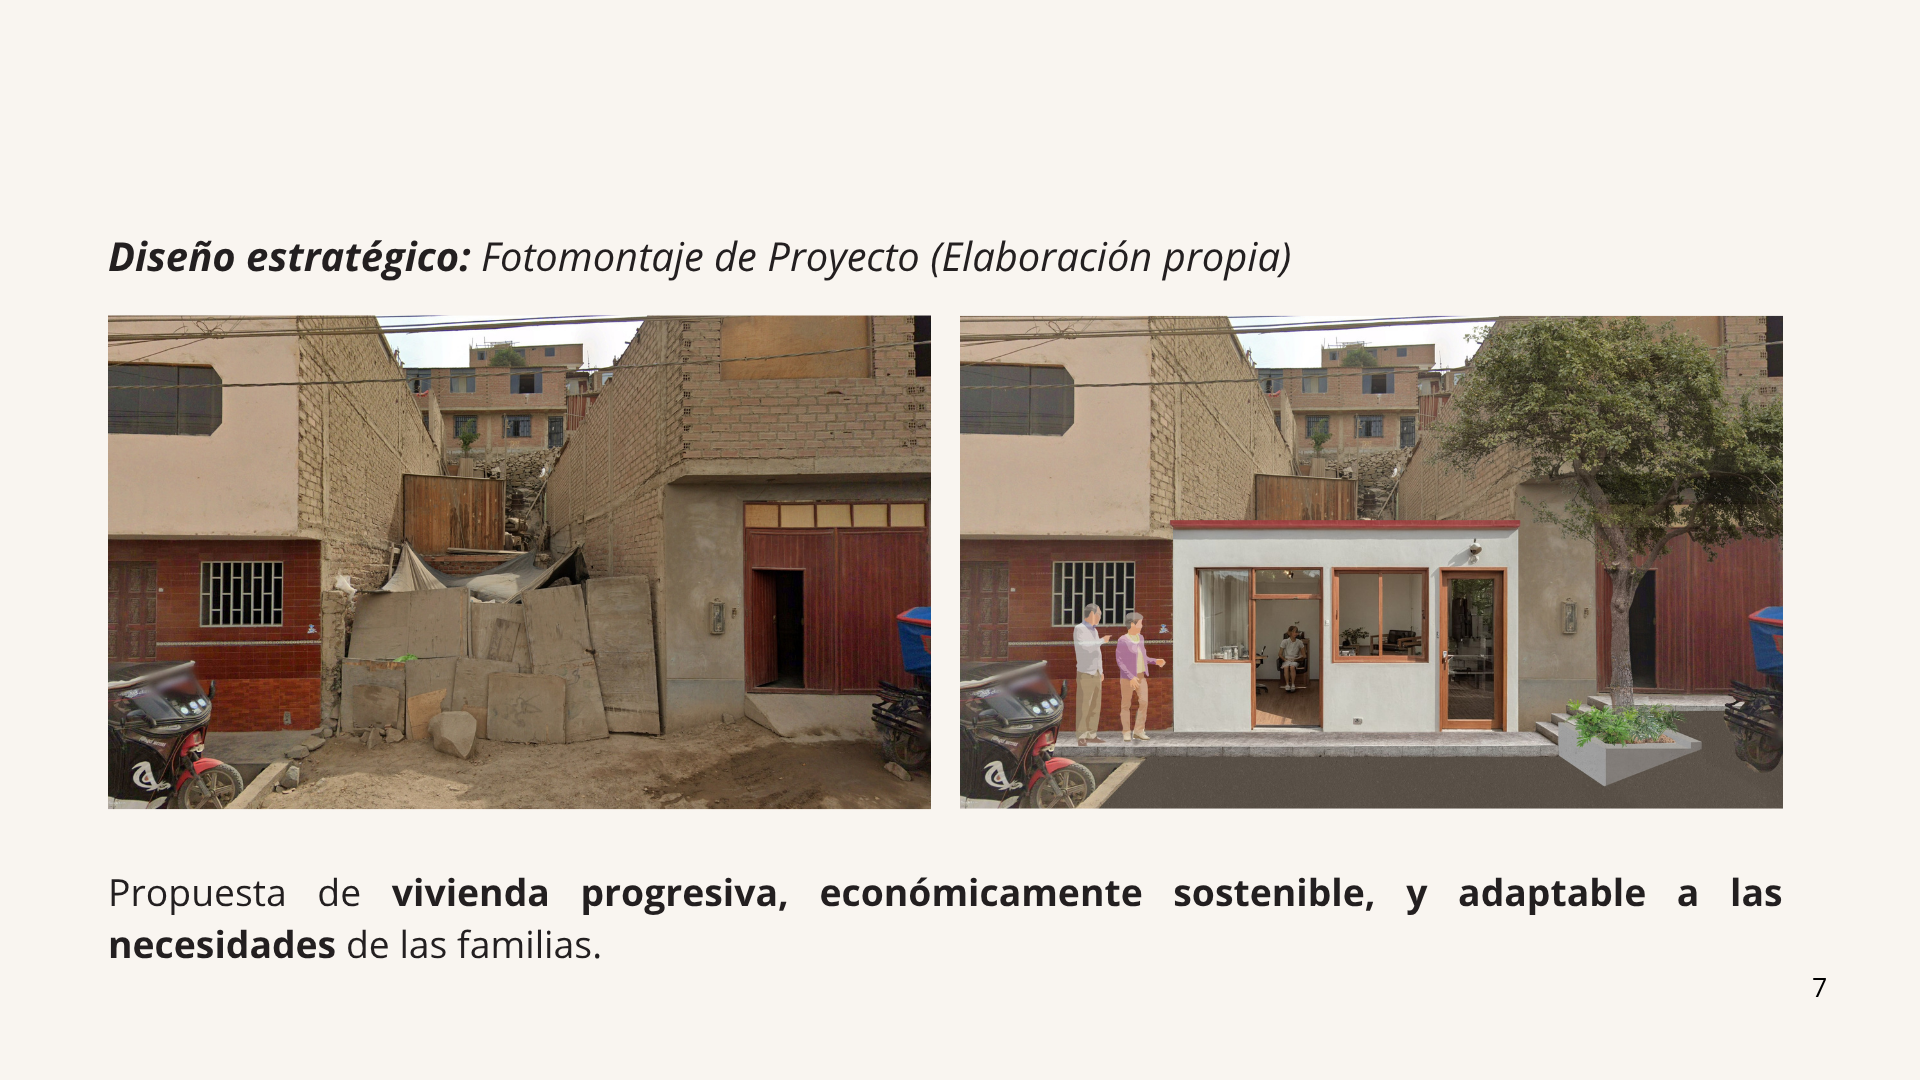 Diseño estratégico: Fotomontaje de Proyecto (Elaboración propia)
Propuesta de vivienda progresiva, económicamente sostenible, y adaptable a las
necesidades de las familias.
7